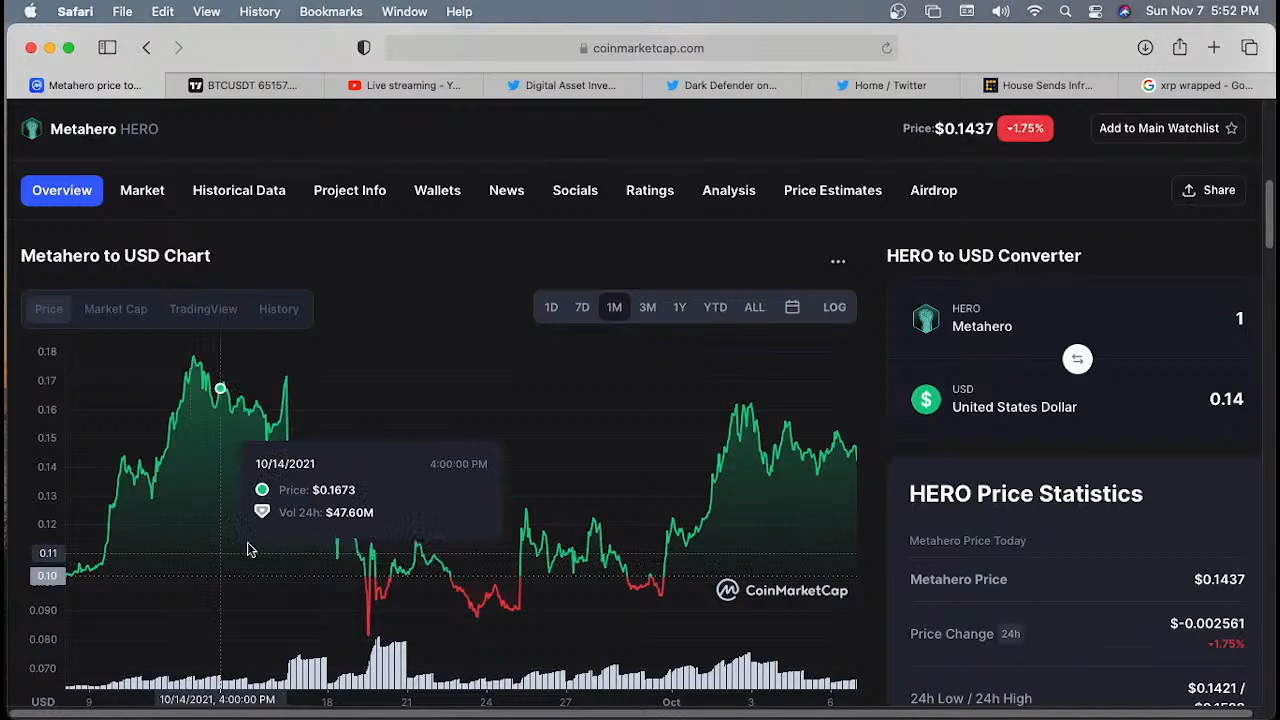 Safari File Edit View History Bookmarks Window Help Sun Nov 7 5:52 PM
coinmarketcap.com
Metahero price to... BTCUSDT 65157.... Live streaming - Y... Digital Asset Inve... Dark Defender on... Home / Twitter House Sends Infr... xrp wrapped - Go...
Metahero HERO Price:$0.1437 -1.75% Add to Main Watchlist
Overview Market Historical Data Project Info Wallets News Socials Ratings Analysis Price Estimates Airdrop Share
Metahero to USD Chart
...
Price Market Cap TradingView History
1D 7D 1M 3M 1Y YTD ALL LOG
0.18
0.17
0.16
0.15
0.14
0.13
0.12
0.11
0.10
0.090
0.080
0.070
10/14/2021 4:00:00 PM
Price: $0.1673
Vol 24h: $47.60M
CoinMarketCap
USD 9 10/14/2021, 4:00:00 PM 18 21 24 27 Oct 3 6
HERO to USD Converter
HERO
Metahero
1
USD
United States Dollar
0.14
HERO Price Statistics
Metahero Price Today
Metahero Price $0.1437
Price Change 24h $-0.002561
-1.75%
24h Low / 24h High $0.1421 /